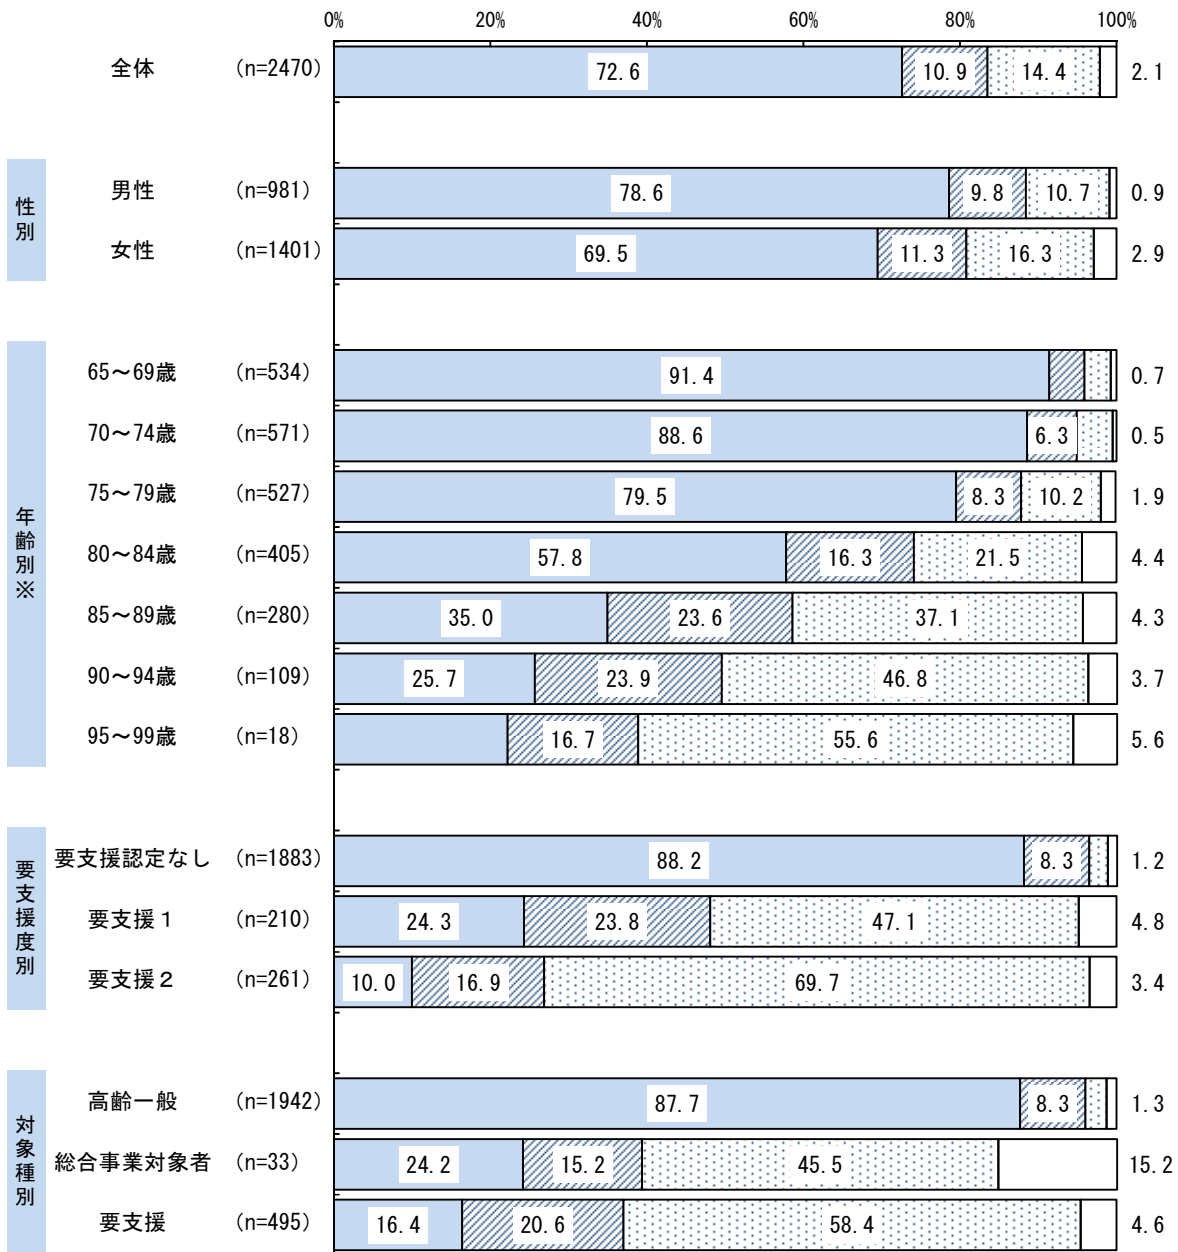 0% 20% 40% 60% 80% 100%
全体 (n=2470) 72.6 10.9 14.4 2.1
性別
男性 (n=981) 78.6 9.8 10.7 0.9
女性 (n=1401) 69.5 11.3 16.3 2.9
年齢別※
65～69歳 (n=534) 91.4 0.7
70～74歳 (n=571) 88.6 6.3 0.5
75～79歳 (n=527) 79.5 8.3 10.2 1.9
80～84歳 (n=405) 57.8 16.3 21.5 4.4
85～89歳 (n=280) 35.0 23.6 37.1 4.3
90～94歳 (n=109) 25.7 23.9 46.8 3.7
95～99歳 (n=18) 16.7 55.6 5.6
要支援度別
要支援認定なし (n=1883) 88.2 8.3 1.2
要支援１ (n=210) 24.3 23.8 47.1 4.8
要支援２ (n=261) 10.0 16.9 69.7 3.4
対象種別
高齢一般 (n=1942) 87.7 8.3 1.3
総合事業対象者 (n=33) 24.2 15.2 45.5 15.2
要支援 (n=495) 16.4 20.6 58.4 4.6